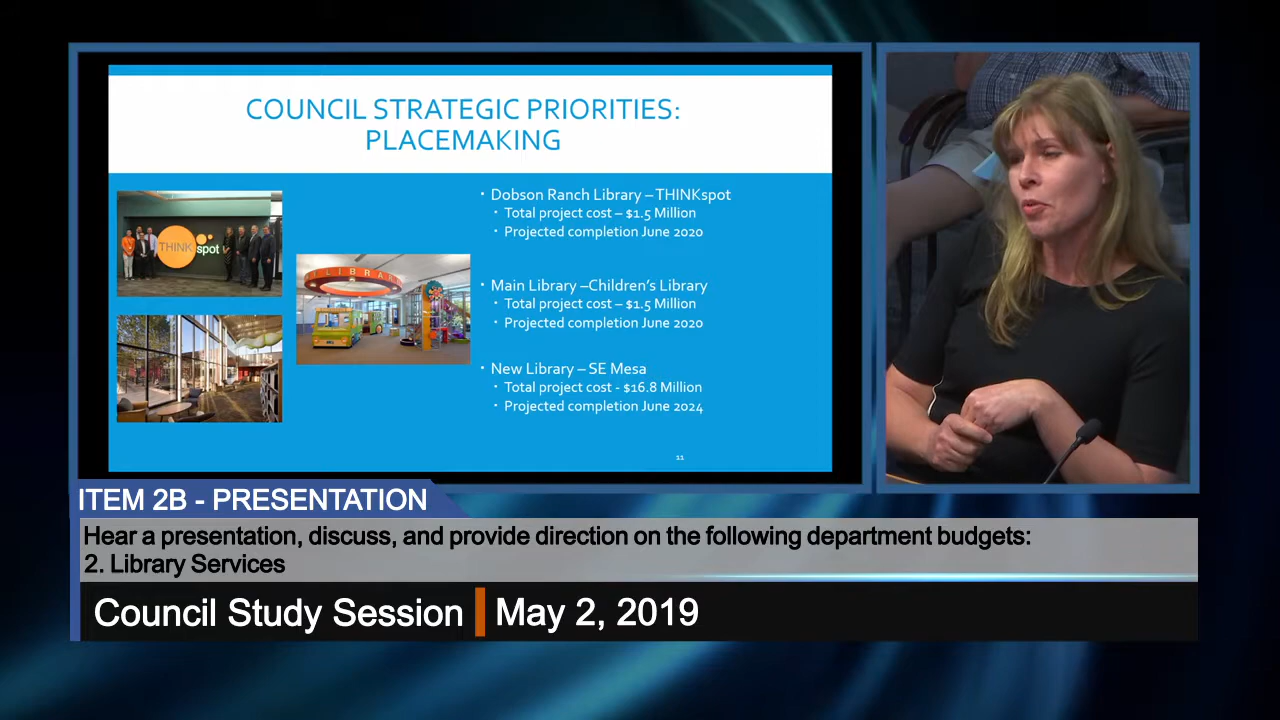 COUNCIL STRATEGIC PRIORITIES:
PLACEMAKING
THINK spot
LIBRAR
• Dobson Ranch Library – THINKspot
• Total project cost – $1.5 Million
• Projected completion June 2020
• Main Library –Children's Library
• Total project cost – $1.5 Million
• Projected completion June 2020
• New Library – SE Mesa
• Total project cost - $16.8 Million
• Projected completion June 2024
11
ITEM 2B - PRESENTATION
Hear a presentation, discuss, and provide direction on the following department budgets:
2. Library Services
Council Study Session | May 2, 2019